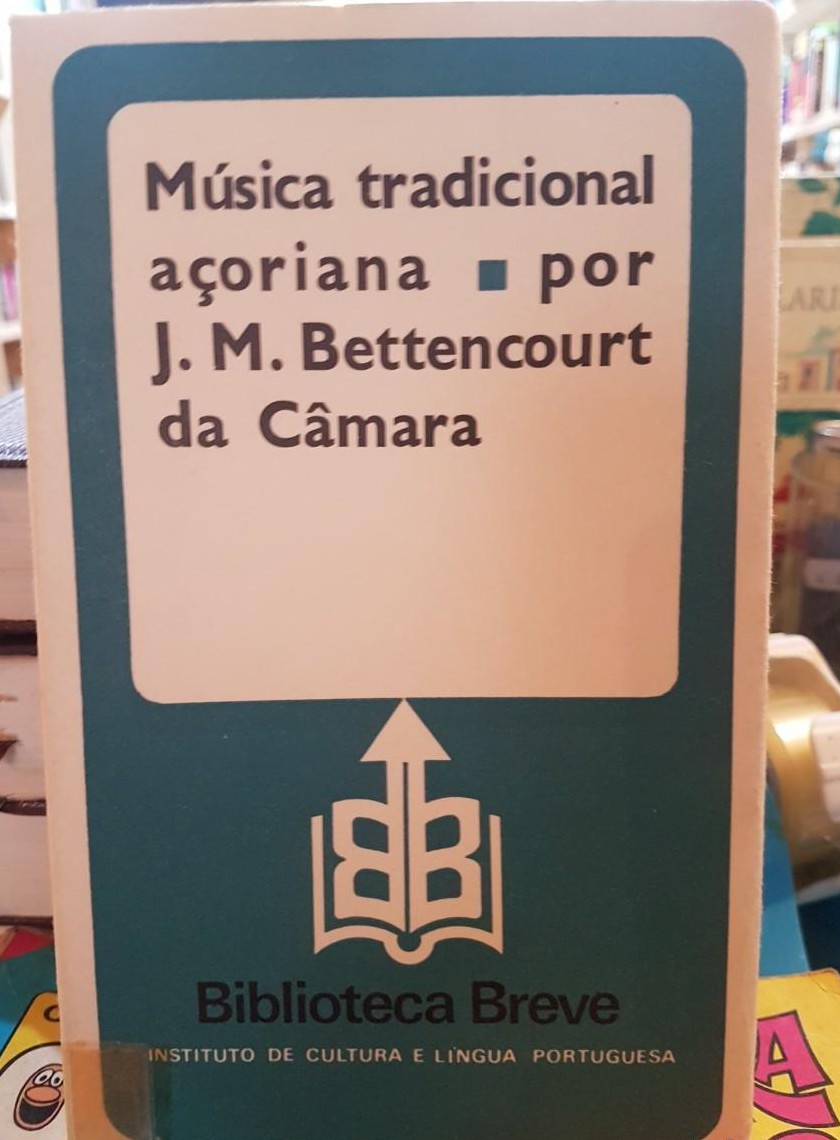 Música tradicional
açoriana ■ por
J. M. Bettencourt
da Câmara
BB
Biblioteca Breve
INSTITUTO DE CULTURA E LÍNGUA PORTUGUESA